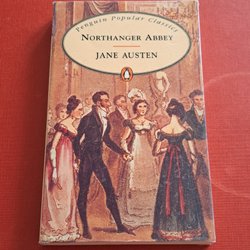 Penguin Popular Classics
NORTHANGER ABBEY
JANE AUSTEN